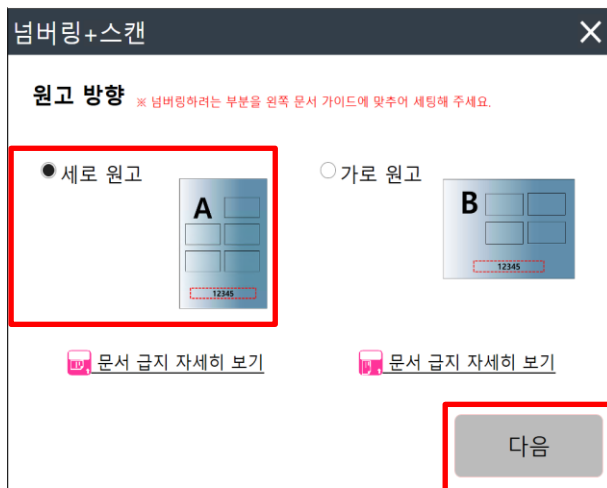 넘버링+스캔
원고 방향 ※ 넘버링하려는 부분을 왼쪽 문서 가이드에 맞추어 세팅해 주세요.
세로 원고
가로 원고
A
B
12345
12345
문서 급지 자세히 보기
문서 급지 자세히 보기
다음